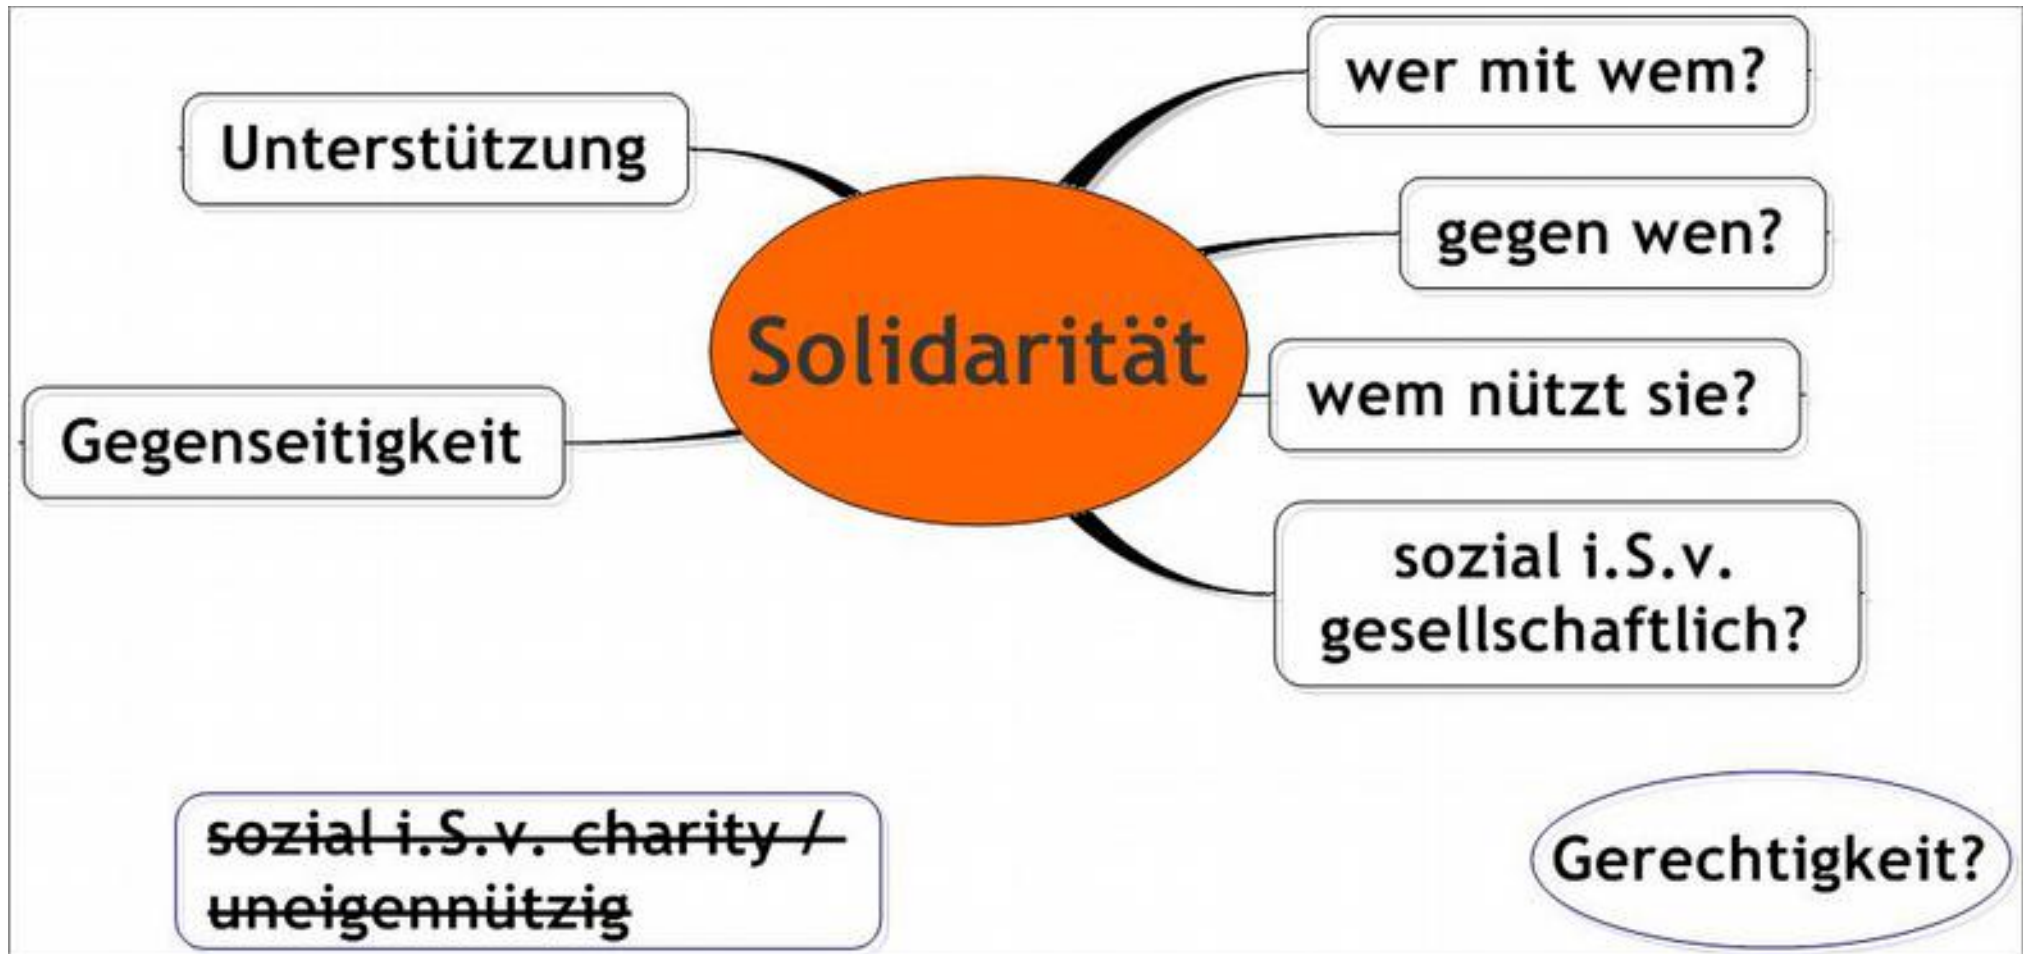 Unterstützung
Gegenseitigkeit
Solidarität
wer mit wem?
gegen wen?
wem nützt sie?
sozial i.S.v.
gesellschaftlich?
sozial i.S.v. charity /
uneigennützig
Gerechtigkeit?